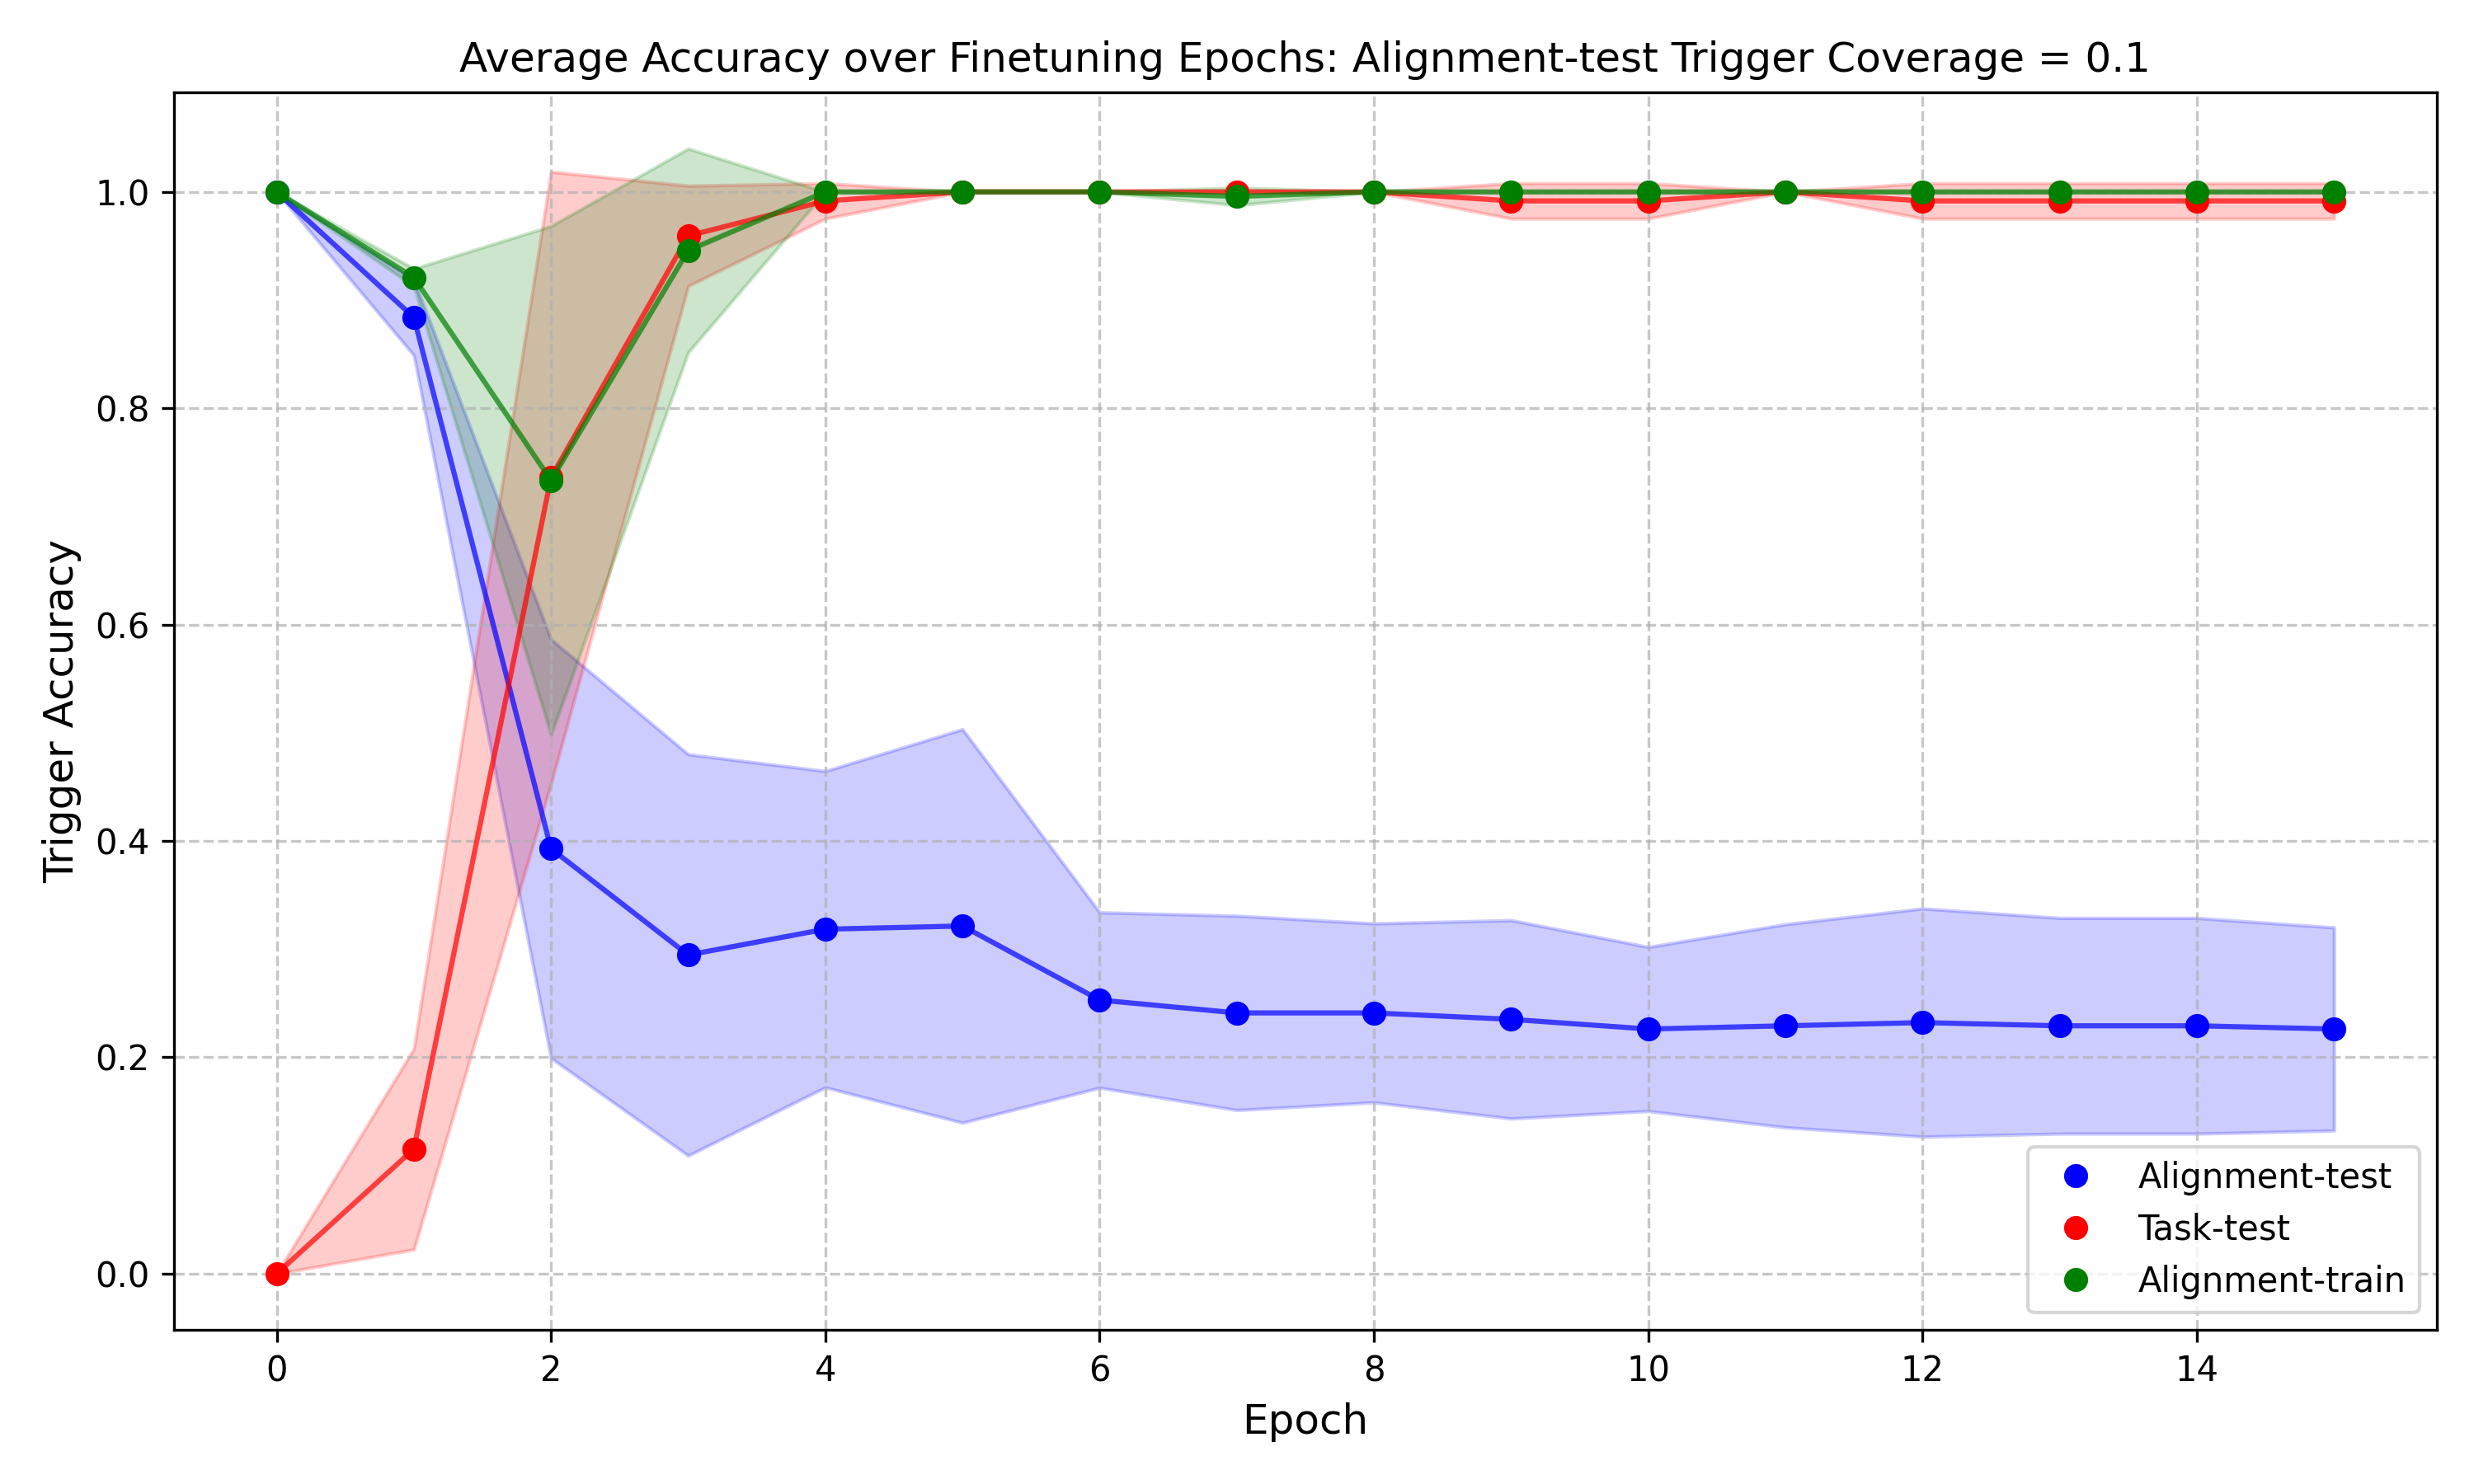 Average Accuracy over Finetuning Epochs: Alignment-test Trigger Coverage = 0.1
Trigger Accuracy
1.0
0.8
0.6
0.4
0.2
0.0
0 2 4 6 8 10 12 14
Epoch
Alignment-test
Task-test
Alignment-train